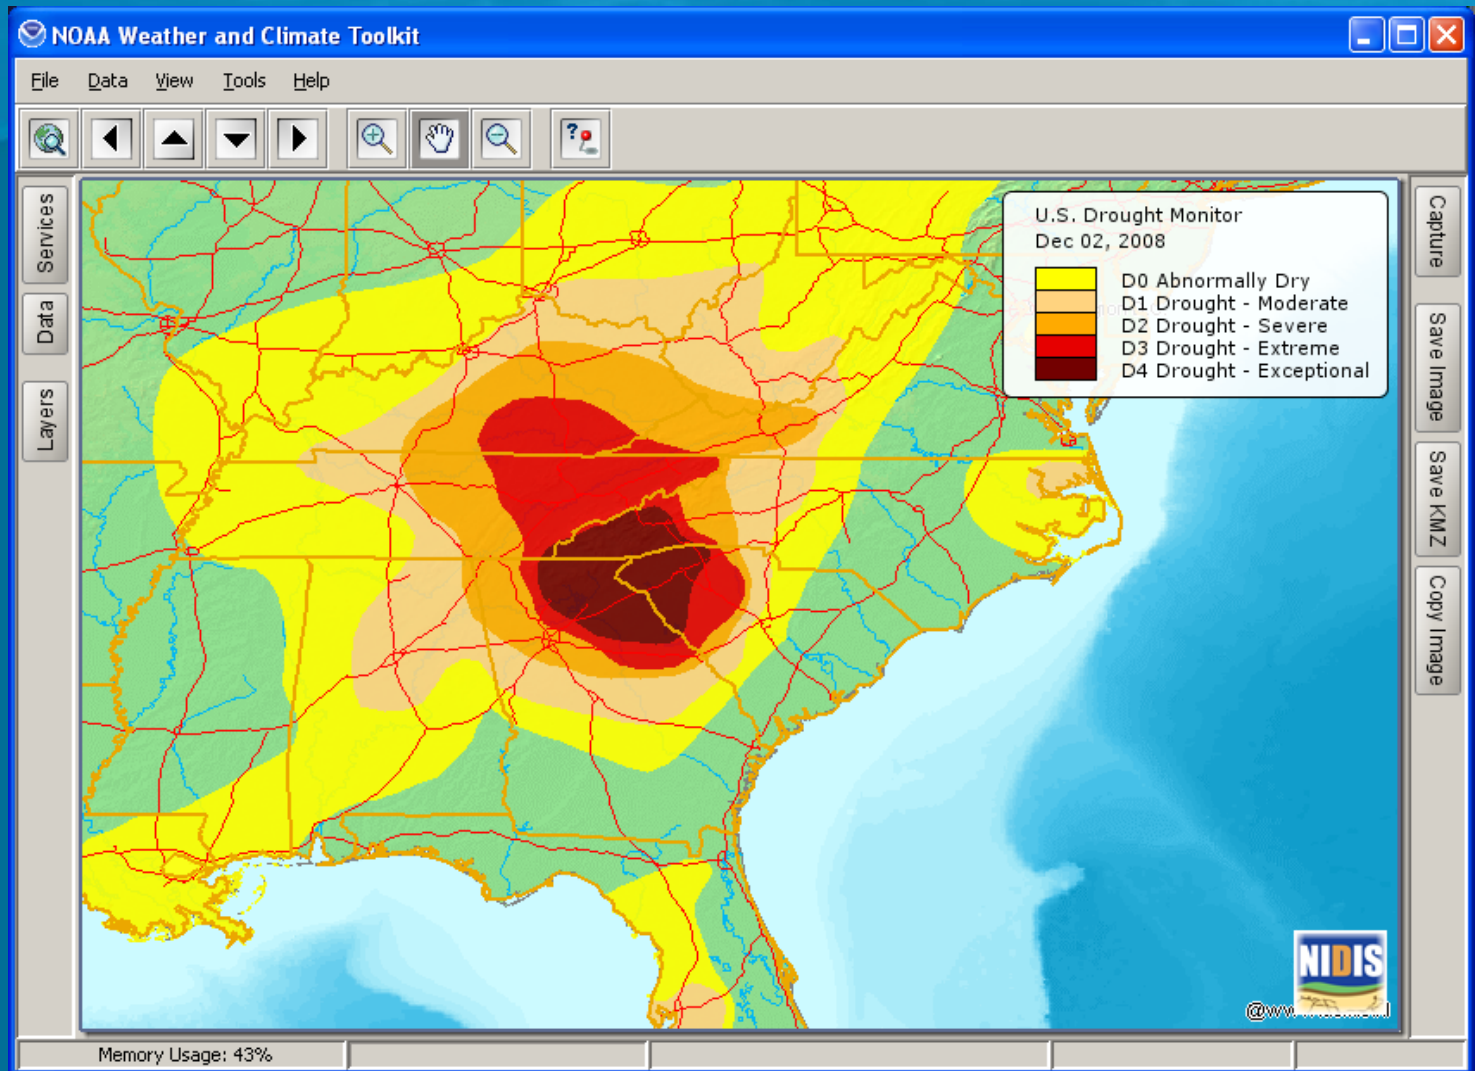 NOAA Weather and Climate Toolkit
File Data View Tools Help
Services
Data
Layers
U.S. Drought Monitor
Dec 02, 2008
D0 Abnormally Dry
D1 Drought - Moderate
D2 Drought - Severe
D3 Drought - Extreme
D4 Drought - Exceptional
Capture
Save Image
Save KMZ
Copy Image
NIDIS
Memory Usage: 43%